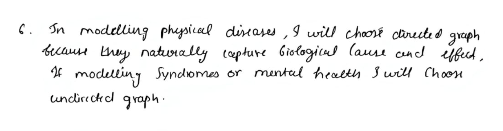 6. In modelling physical diseases, I will choose directed graph
because they naturally capture biological cause and effect,
If modelling Syndromes or mental health I will Choose
undirected graph.